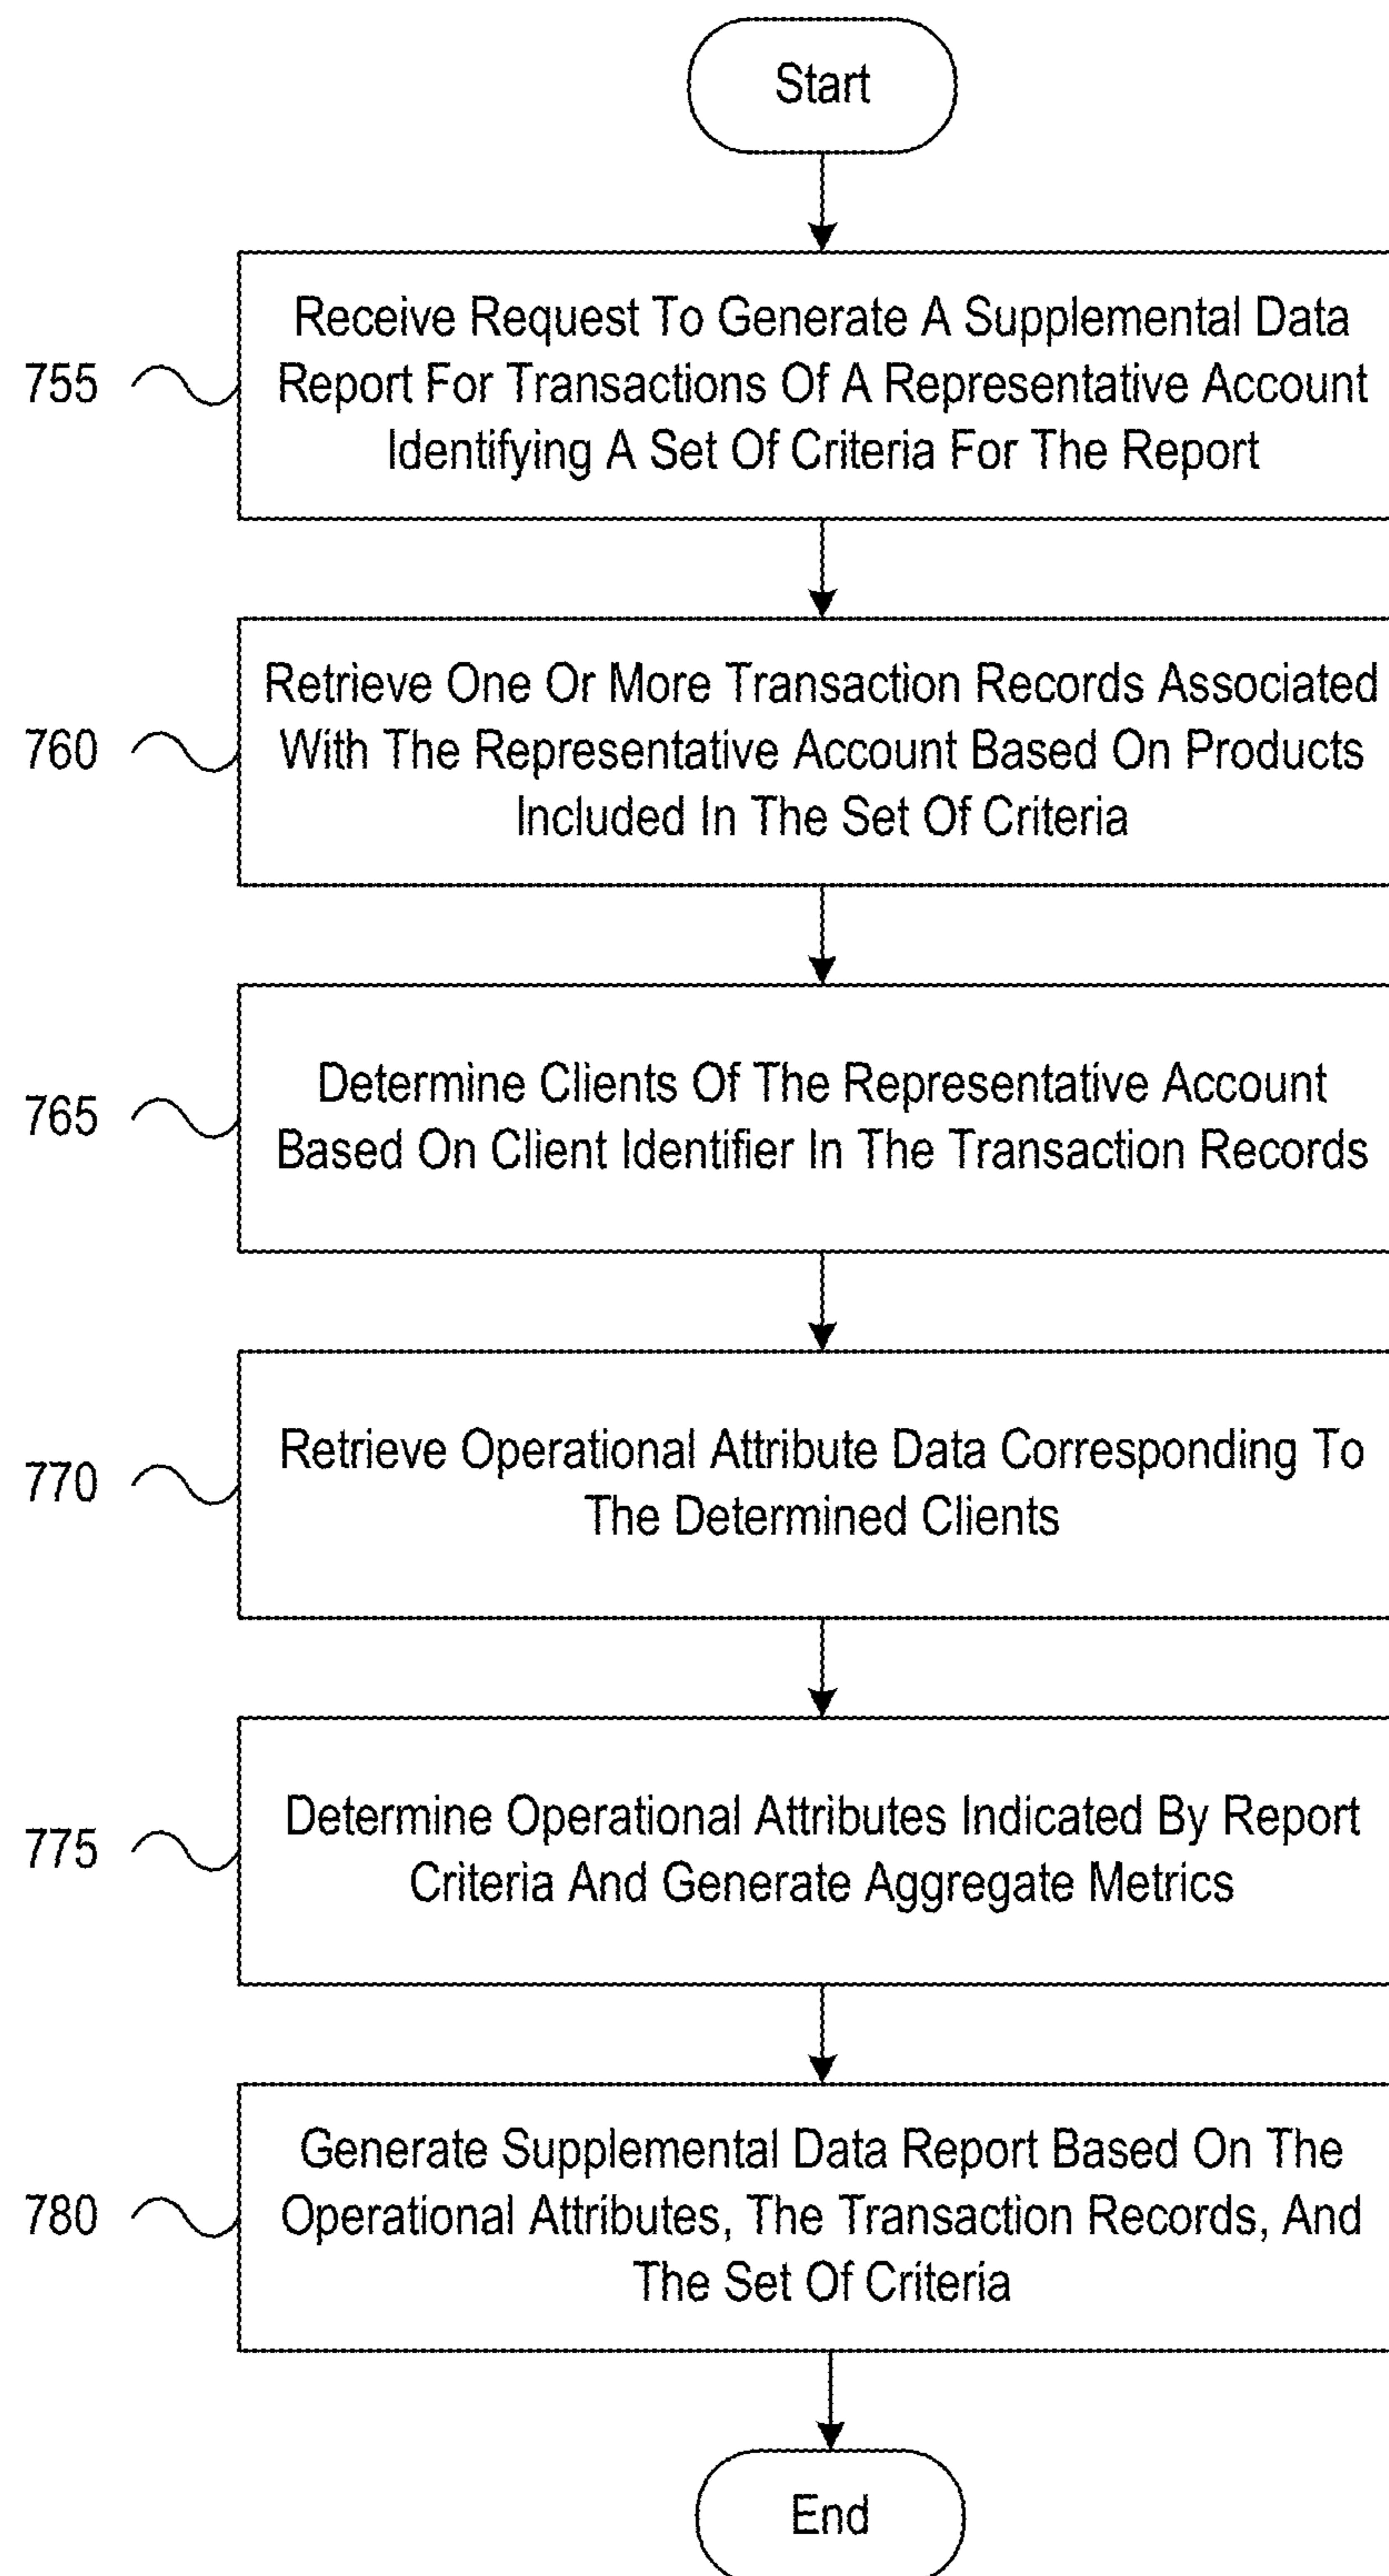 Start
755
Receive Request To Generate A Supplemental Data
Report For Transactions Of A Representative Account
Identifying A Set Of Criteria For The Report
760
Retrieve One Or More Transaction Records Associated
With The Representative Account Based On Products
Included In The Set Of Criteria
765
Determine Clients Of The Representative Account
Based On Client Identifier In The Transaction Records
770
Retrieve Operational Attribute Data Corresponding To
The Determined Clients
775
Determine Operational Attributes Indicated By Report
Criteria And Generate Aggregate Metrics
780
Generate Supplemental Data Report Based On The
Operational Attributes, The Transaction Records, And
The Set Of Criteria
End